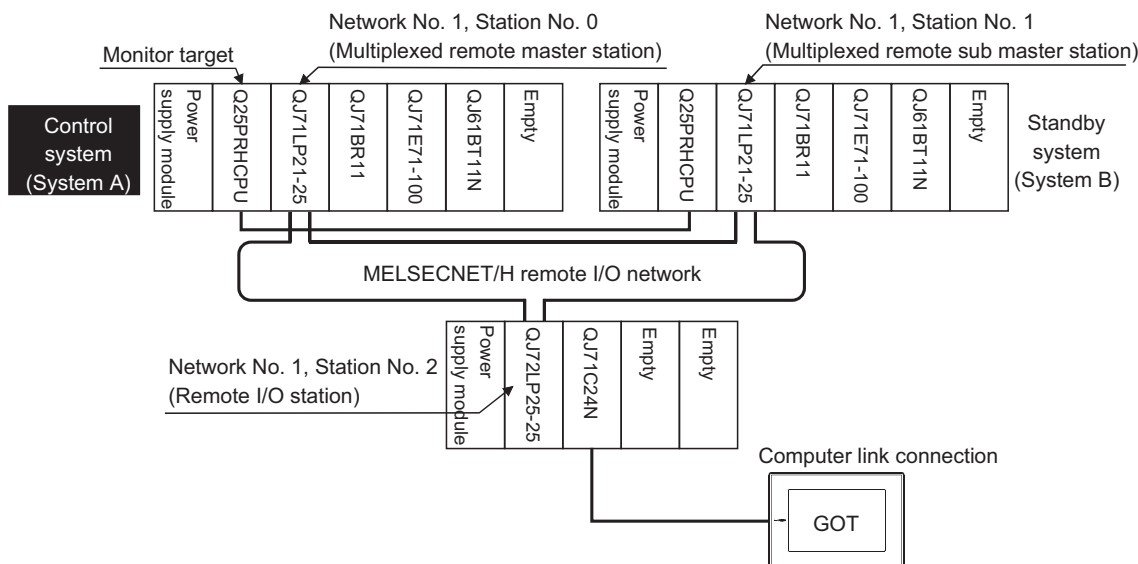 Network No. 1, Station No. 0
(Multiplexed remote master station)
Network No. 1, Station No. 1
(Multiplexed remote sub master station)
Monitor target
Control
system
(System A)
Power
supply module
Q25PRHCPU
QJ71LP21-25
QJ71BR11
QJ71E71-100
QJ61BT11N
Empty
Power
supply module
Q25PRHCPU
QJ71LP21-25
QJ71BR11
QJ71E71-100
QJ61BT11N
Empty
Standby
system
(System B)
MELSECNET/H remote I/O network
Network No. 1, Station No. 2
(Remote I/O station)
Power
supply module
QJ72LP25-25
QJ71C24N
Empty
Empty
Computer link connection
GOT